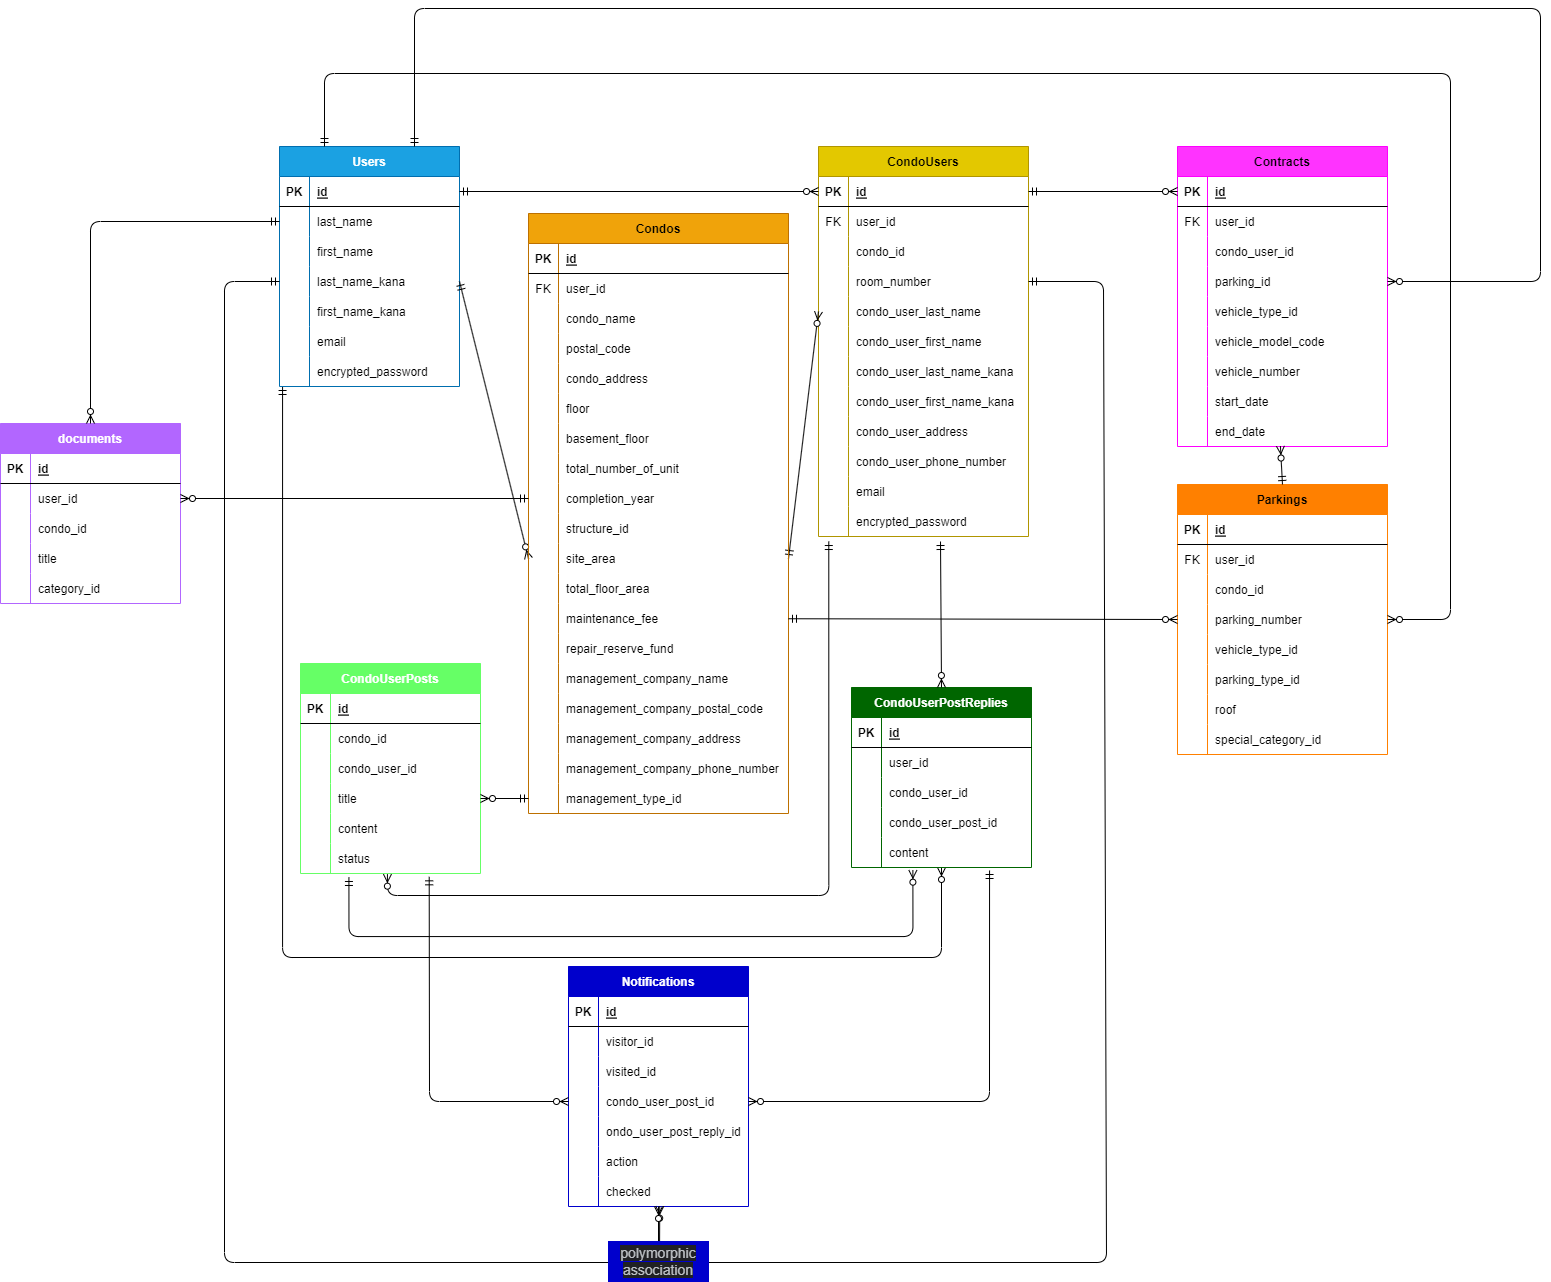 Users
PK id
last_name
first_name
last_name_kana
first_name_kana
email
encrypted_password
Condos
PK id
FK user_id
condo_name
postal_code
condo_address
floor
basement_floor
total_number_of_unit
completion_year
structure_id
site_area
total_floor_area
maintenance_fee
repair_reserve_fund
management_company_name
management_company_postal_code
management_company_address
management_company_phone_number
management_type_id
CondoUsers
PK id
FK user_id
condo_id
room_number
condo_user_last_name
condo_user_first_name
condo_user_last_name_kana
condo_user_first_name_kana
condo_user_address
condo_user_phone_number
email
encrypted_password
Contracts
PK id
FK user_id
condo_user_id
parking_id
vehicle_type_id
vehicle_model_code
vehicle_number
start_date
end_date
documents
PK id
user_id
condo_id
title
category_id
Parkings
PK id
FK user_id
condo_id
parking_number
vehicle_type_id
parking_type_id
roof
special_category_id
CondoUserPosts
PK id
condo_id
condo_user_id
title
content
status
CondoUserPostReplies
PK id
user_id
condo_user_id
condo_user_post_id
content
Notifications
PK id
visitor_id
visited_id
condo_user_post_id
ondo_user_post_reply_id
action
checked
polymorphic
association